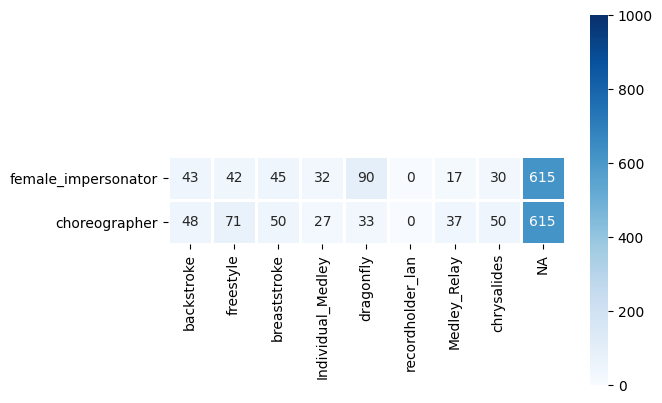 female_impersonator 43 42 45 32 90 0 17 30 615
choreographer 48 71 50 27 33 0 37 50 615
backstroke
freestyle
breaststroke
Individual_Medley
dragonfly
recordholder_lan
Medley_Relay
chrysalides
NA
1000
800
600
400
200
0